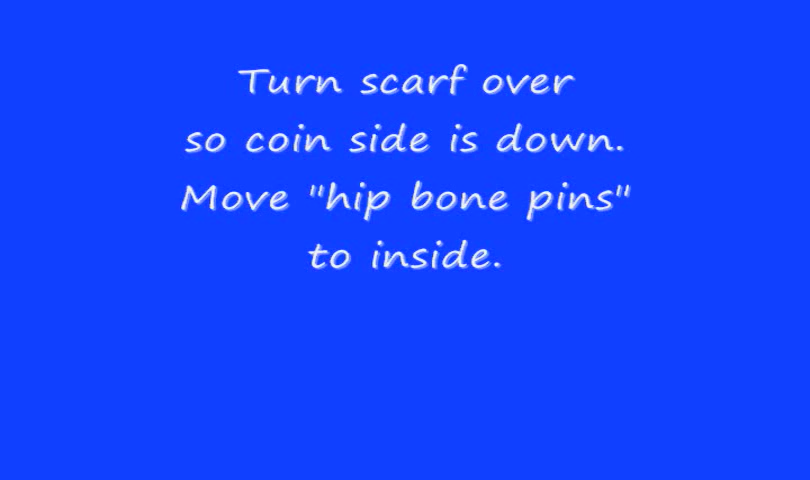 Turn scarf over
so coin side is down.
Move "hip bone pins"
to inside.